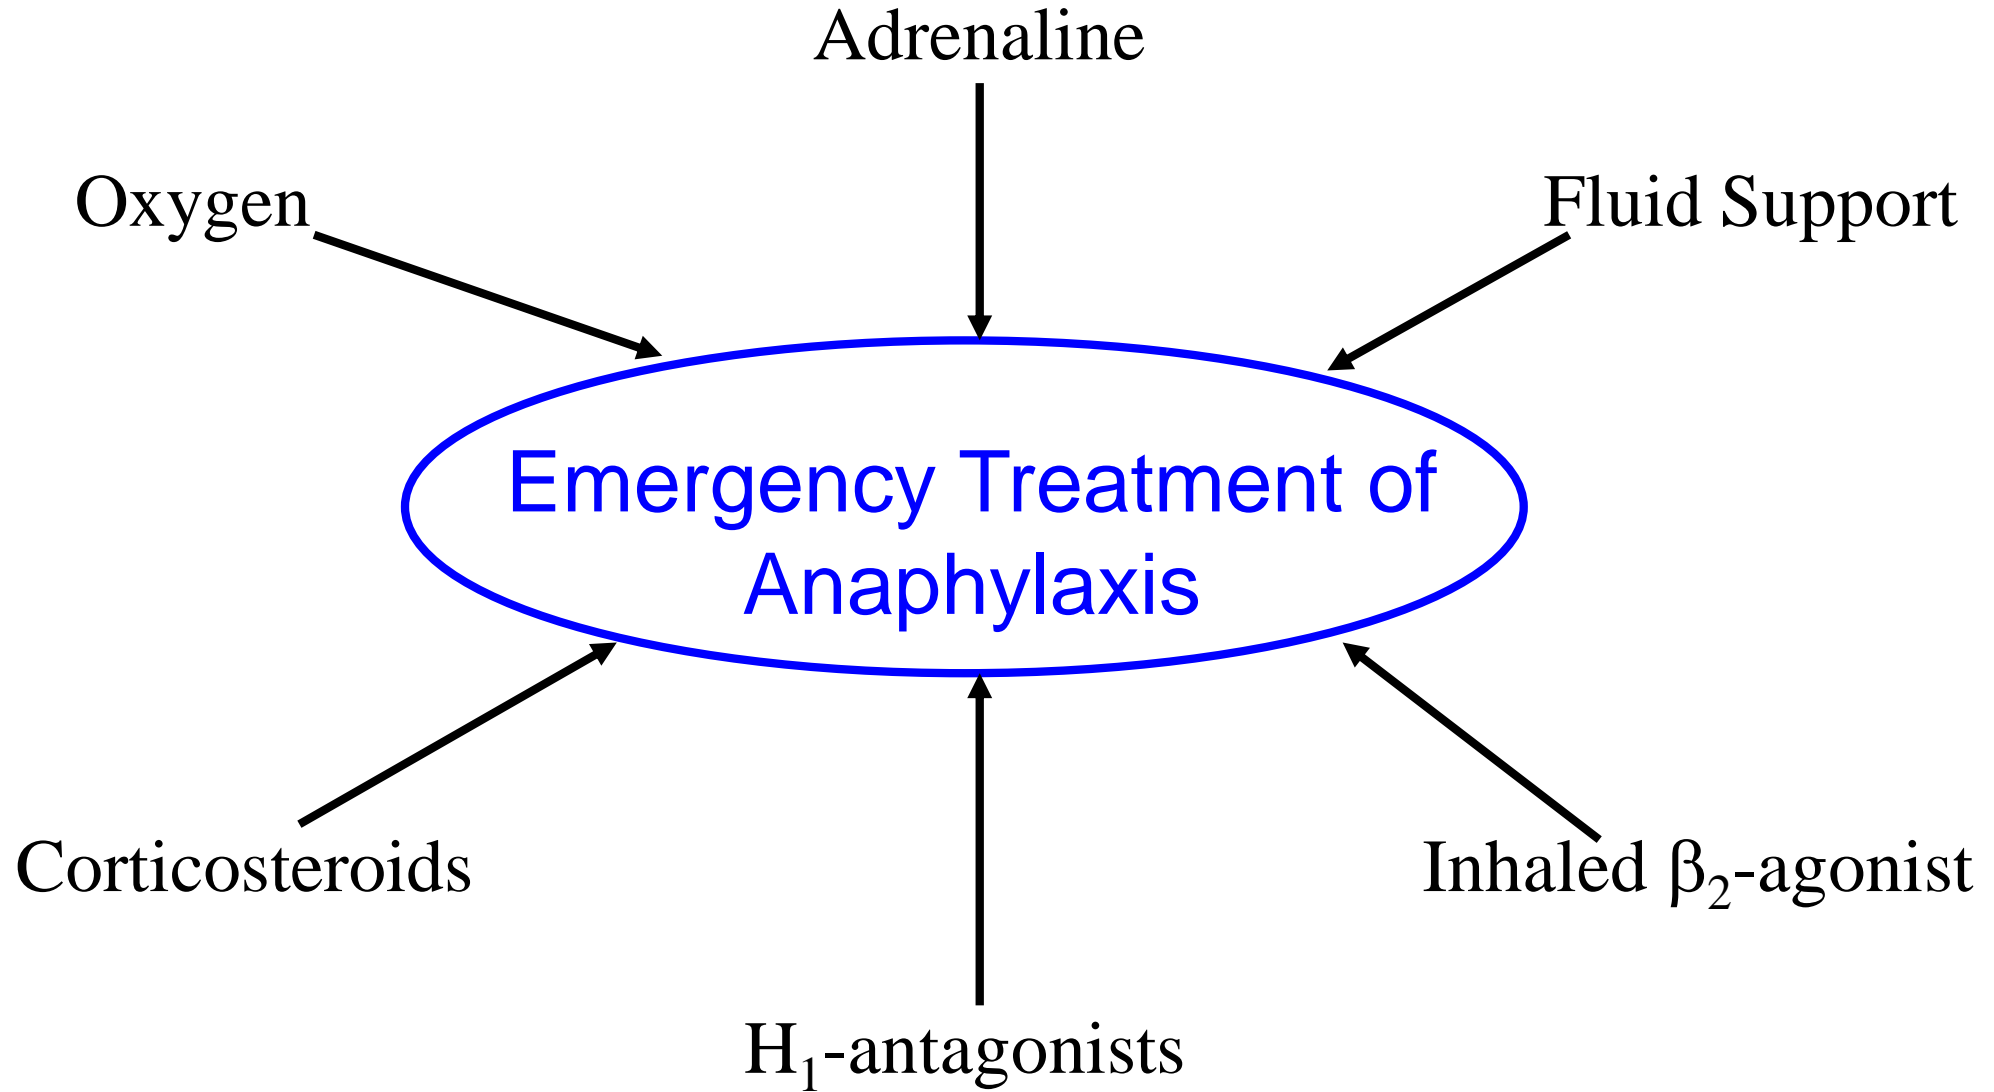 Adrenaline
Oxygen
Fluid Support
Emergency Treatment of
Anaphylaxis
Corticosteroids
Inhaled β₂-agonist
H₁-antagonists